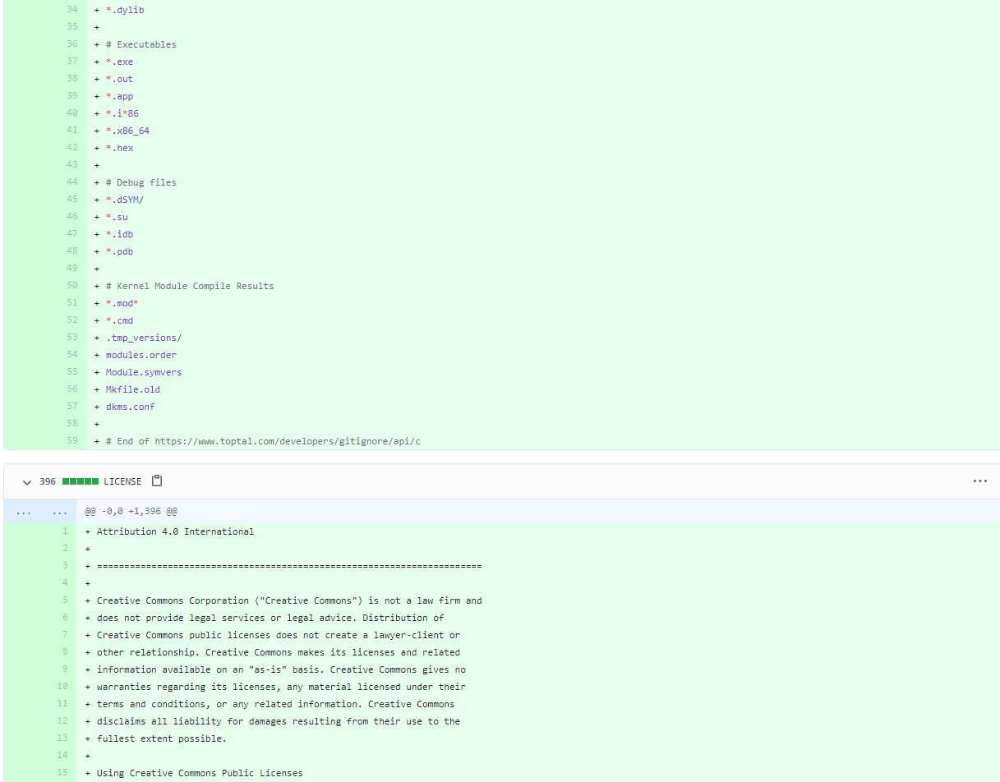 34 + *.dylib
35 +
36 + # Executables
37 + *.exe
38 + *.out
39 + *.app
40 + *.i*86
41 + *.x86_64
42 + *.hex
43 +
44 + # Debug files
45 + *.dSYM/
46 + *.su
47 + *.idb
48 + *.pdb
49 +
50 + # Kernel Module Compile Results
51 + *.mod*
52 + *.cmd
53 + .tmp_versions/
54 + modules.order
55 + Module.symvers
56 + Mkfile.old
57 + dkms.conf
58 +
59 + # End of https://www.toptal.com/developers/gitignore/api/c
396 LICENSE ...
... ... @@ -0,0 +1,396 @@
1 + Attribution 4.0 International
2 +
3 + =======================================================================
4 +
5 + Creative Commons Corporation ("Creative Commons") is not a law firm and
6 + does not provide legal services or legal advice. Distribution of
7 + Creative Commons public licenses does not create a lawyer-client or
8 + other relationship. Creative Commons makes its licenses and related
9 + information available on an "as-is" basis. Creative Commons gives no
10 + warranties regarding its licenses, any material licensed under their
11 + terms and conditions, or any related information. Creative Commons
12 + disclaims all liability for damages resulting from their use to the
13 + fullest extent possible.
14 +
15 + Using Creative Commons Public Licenses